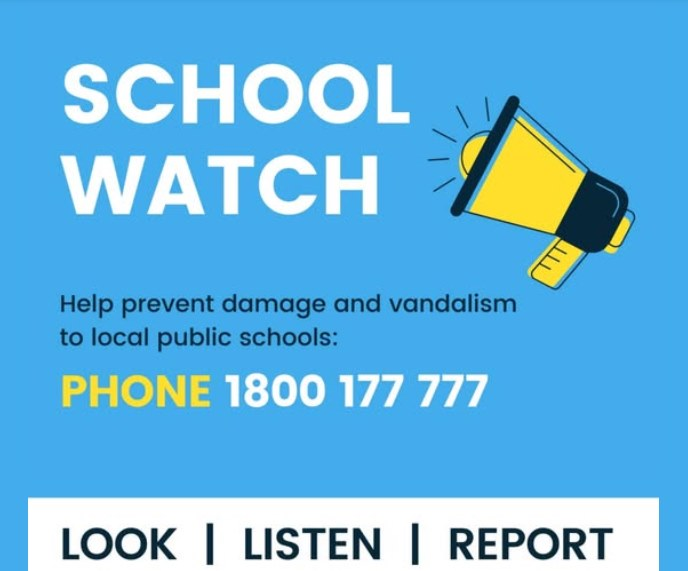 SCHOOL
WATCH
Help prevent damage and vandalism
to local public schools:
PHONE 1800 177 777
LOOK | LISTEN | REPORT